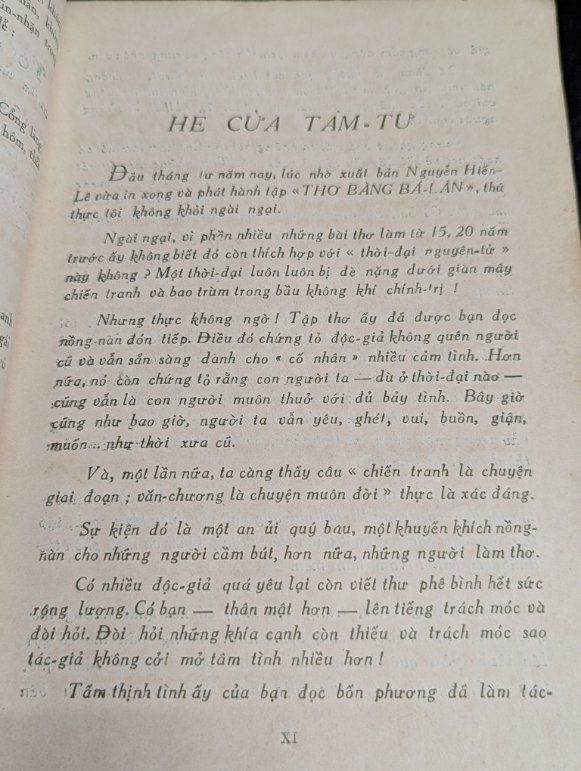 HÉ CỬA TÂM-TƯ
Đầu tháng tư năm nay, lúc nhờ xuất bản Nguyễn Hiến-
Lê vừa in xong và phát hành tập «THƠ BÀNG BÁ-LÂN», thú
thực tôi không khỏi ngài ngại.
Ngài ngại, vì phần nhiều những bài thơ làm từ 15, 20 năm
trước ấy không biết đó còn thích hợp với « thời-đại nguyên-tử »
này không ? Một thời-đại luôn luôn bị đè nặng dưới giàn mây
chiến tranh và bao trùm trong bầu không khí chính-trị !
Nhưng thực không ngờ ! Tập thơ ấy đã được bạn đọc
nồng-nàn đón tiếp. Điều đó chứng tỏ độc-giả không quên người
cũ và vẫn sẵn sàng dành cho « cố nhân » nhiều cảm tình. Hơn
nữa, nó còn chứng tỏ rằng con người ta — dù ở thời-đại nào —
cũng vẫn là con người muôn thuở với đủ bảy tình. Bây giờ
cũng như bao giờ, người ta vẫn yêu, ghét, vui, buồn, giận,
muốn... như thời xưa cũ.
Và, một lần nữa, ta càng thấy câu « chiến tranh là chuyện
giai đoạn ; văn-chương là chuyện muôn đời » thực là xác đáng.
Sự kiện đó là một an ủi quý báu, một khuyến khích nồng-
nàn cho những người cầm bút, hơn nữa, những người làm thơ.
Có nhiều độc-giả quá yêu lại còn viết thư phê bình hết sức
rộng lượng. Có bạn — thân mật hơn — lên tiếng trách móc và
đòi hỏi. Đòi hỏi những khía cạnh còn thiếu và trách móc sao
tác-giả không cởi mở tâm tình nhiều hơn !
Tấm thịnh tình ấy của bạn đọc bốn phương đã làm tác-
XI